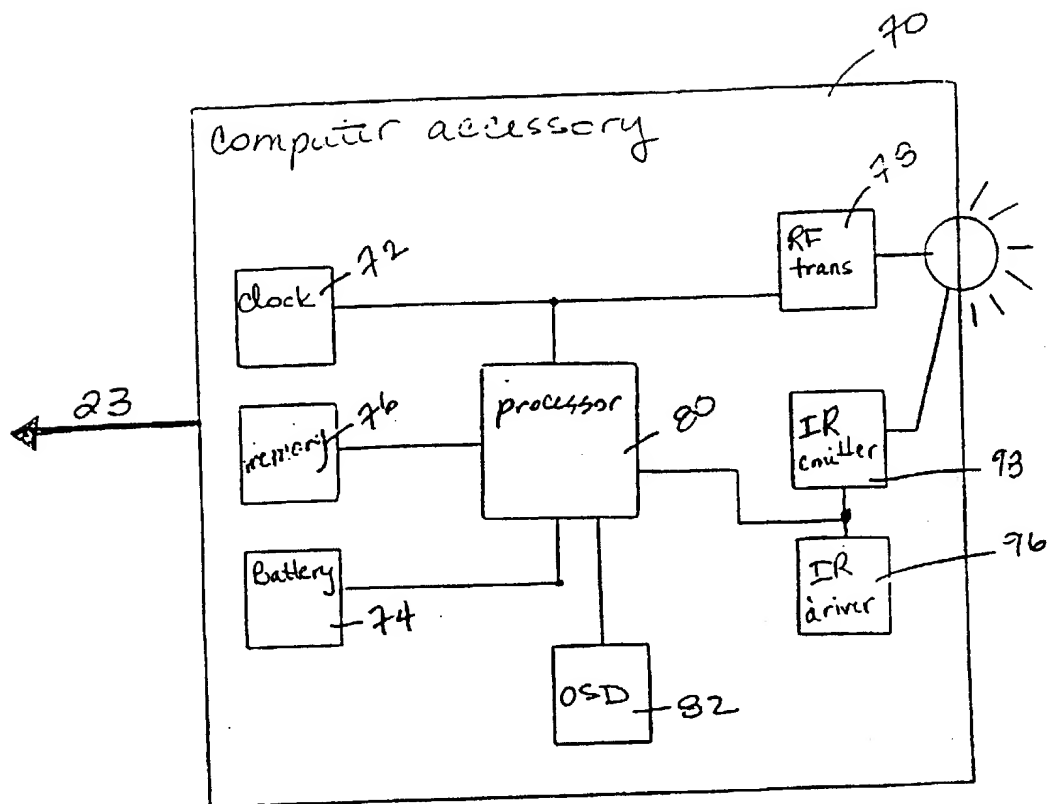 70
computer accessory
78
RF
trans
72
clock
23
processor
80
memory
76
IR
emitter
93
Battery
74
IR
driver
96
OSD
82